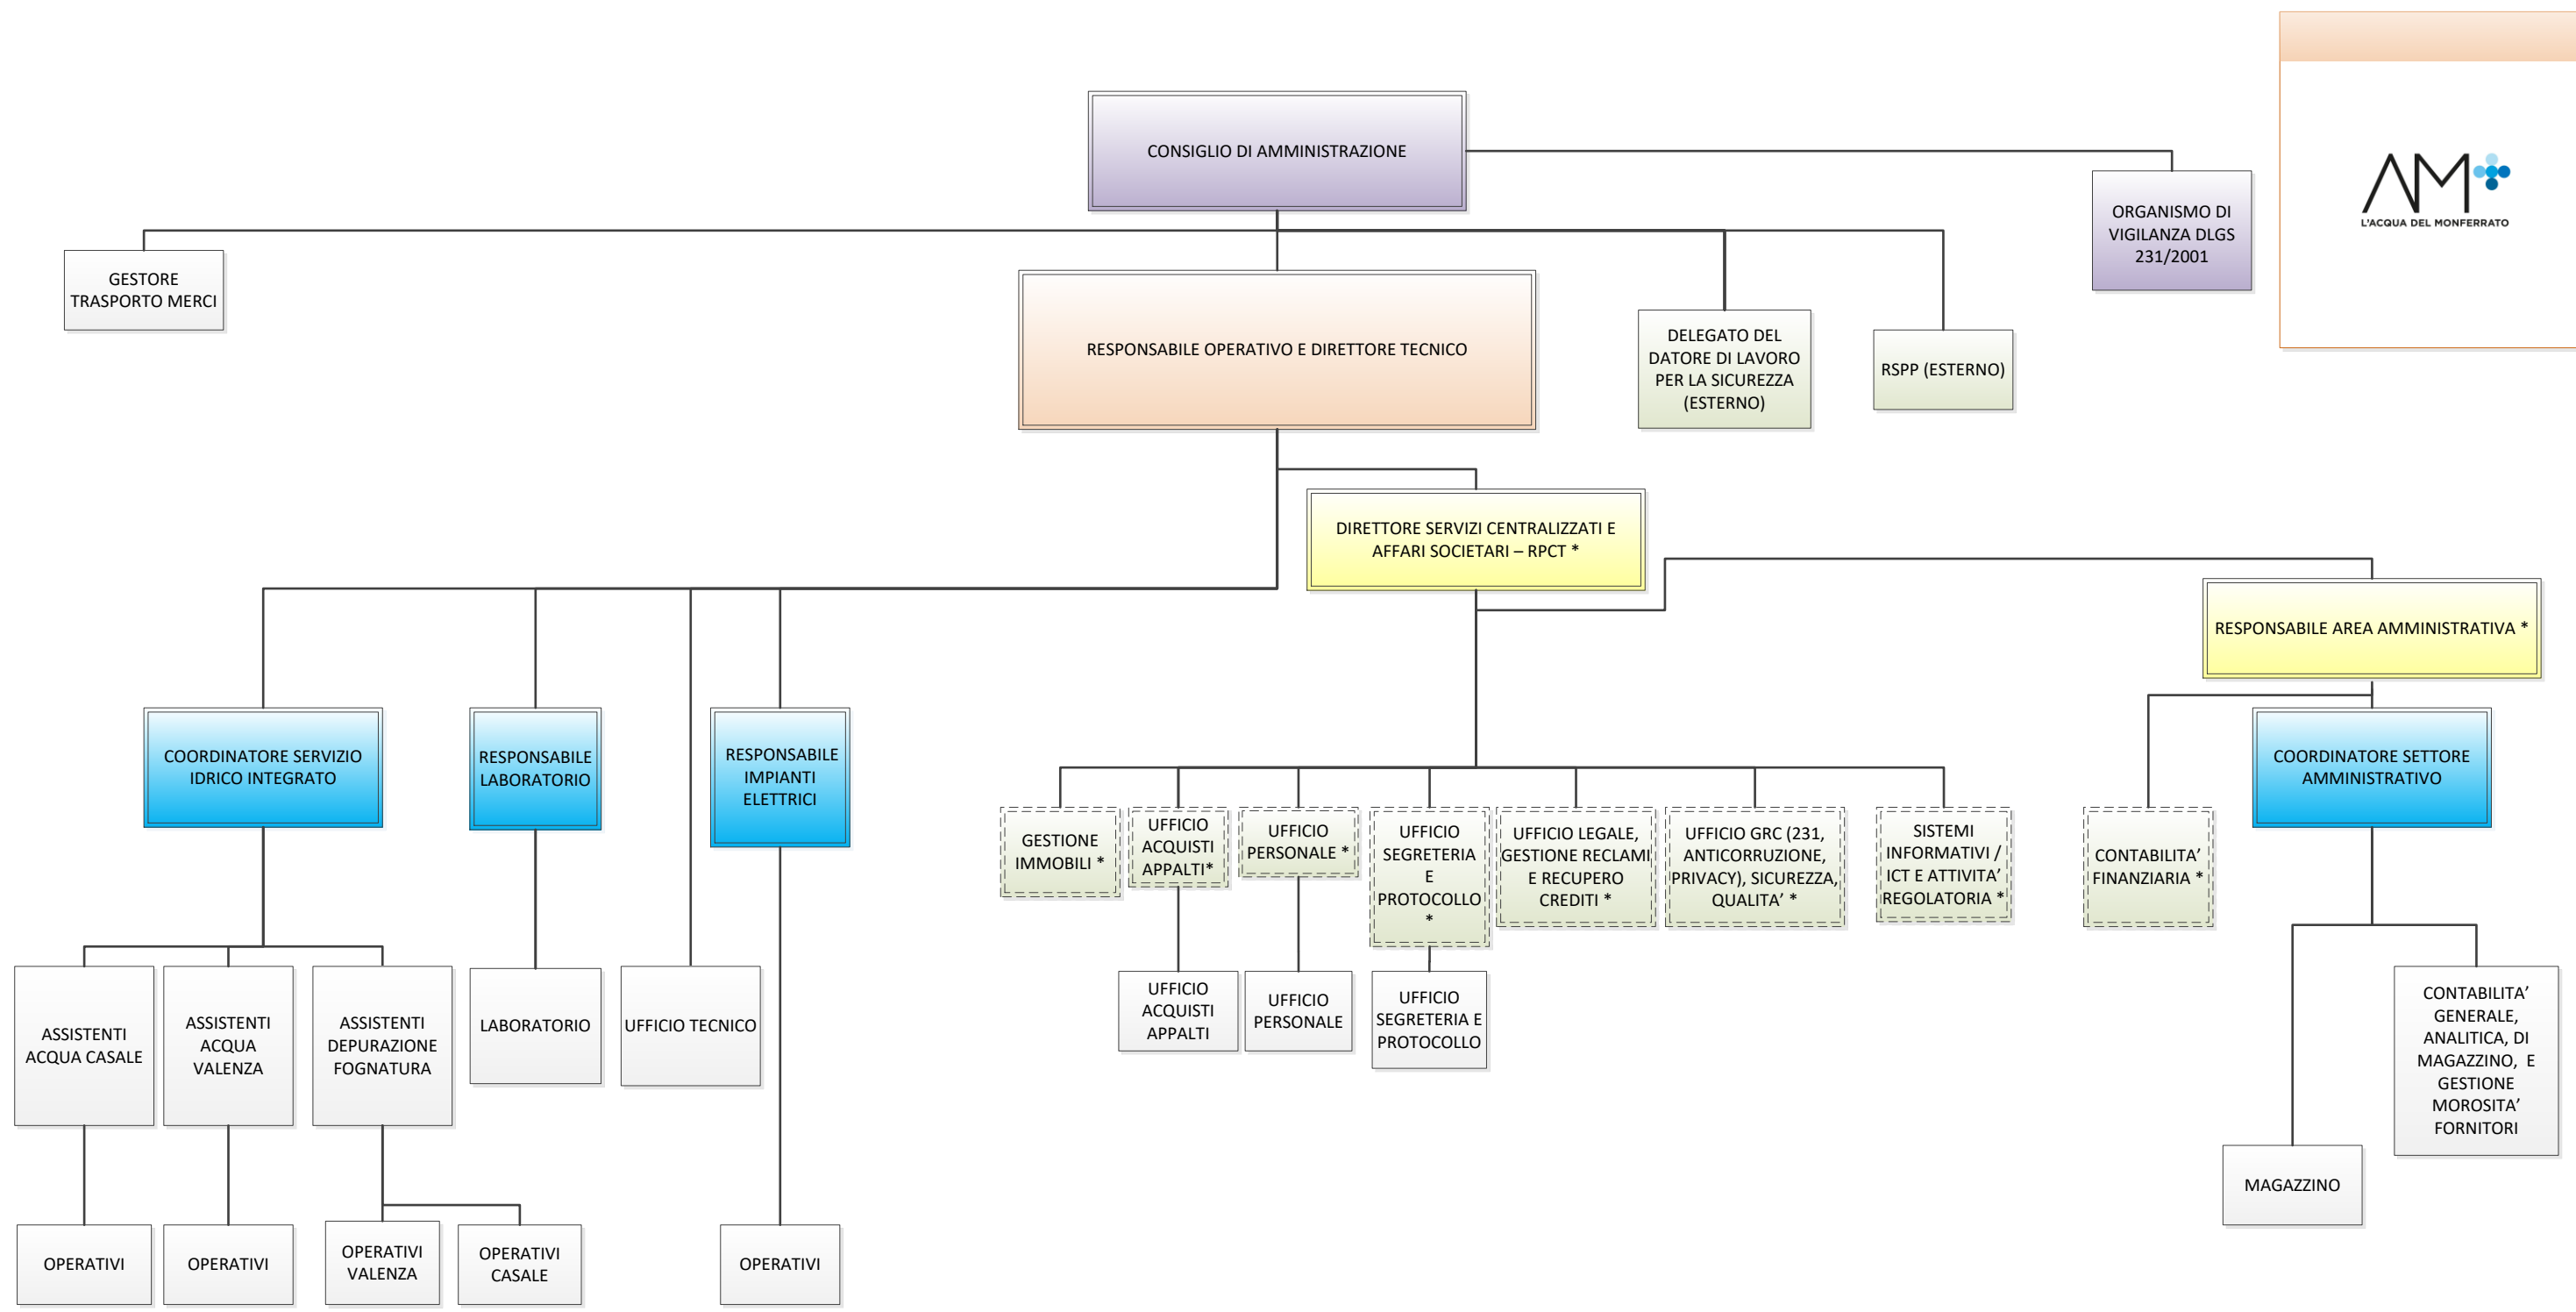 CONSIGLIO DI AMMINISTRAZIONE
AM
L'ACQUA DEL MONFERRATO
ORGANISMO DI
VIGILANZA DLGS
231/2001
GESTORE
TRASPORTO MERCI
RESPONSABILE OPERATIVO E DIRETTORE TECNICO
DELEGATO DEL
DATORE DI LAVORO
PER LA SICUREZZA
(ESTERNO)
RSPP (ESTERNO)
DIRETTORE SERVIZI CENTRALIZZATI E
AFFARI SOCIETARI – RPCT *
RESPONSABILE AREA AMMINISTRATIVA *
COORDINATORE SERVIZIO
IDRICO INTEGRATO
RESPONSABILE
LABORATORIO
RESPONSABILE
IMPIANTI
ELETTRICI
COORDINATORE SETTORE
AMMINISTRATIVO
GESTIONE
IMMOBILI *
UFFICIO
ACQUISTI
APPALTI*
UFFICIO
PERSONALE *
UFFICIO
SEGRETERIA
E
PROTOCOLLO
*
UFFICIO LEGALE,
GESTIONE RECLAMI
E RECUPERO
CREDITI *
UFFICIO GRC (231,
ANTICORRUZIONE,
PRIVACY), SICUREZZA,
QUALITA’ *
SISTEMI
INFORMATIVI /
ICT E ATTIVITA’
REGOLATORIA *
CONTABILITA’
FINANZIARIA *
ASSISTENTI
ACQUA CASALE
ASSISTENTI
ACQUA
VALENZA
ASSISTENTI
DEPURAZIONE
FOGNATURA
LABORATORIO
UFFICIO TECNICO
UFFICIO
ACQUISTI
APPALTI
UFFICIO
PERSONALE
UFFICIO
SEGRETERIA E
PROTOCOLLO
CONTABILITA’
GENERALE,
ANALITICA, DI
MAGAZZINO, E
GESTIONE
MOROSITA’
FORNITORI
MAGAZZINO
OPERATIVI
OPERATIVI
OPERATIVI
VALENZA
OPERATIVI
CASALE
OPERATIVI